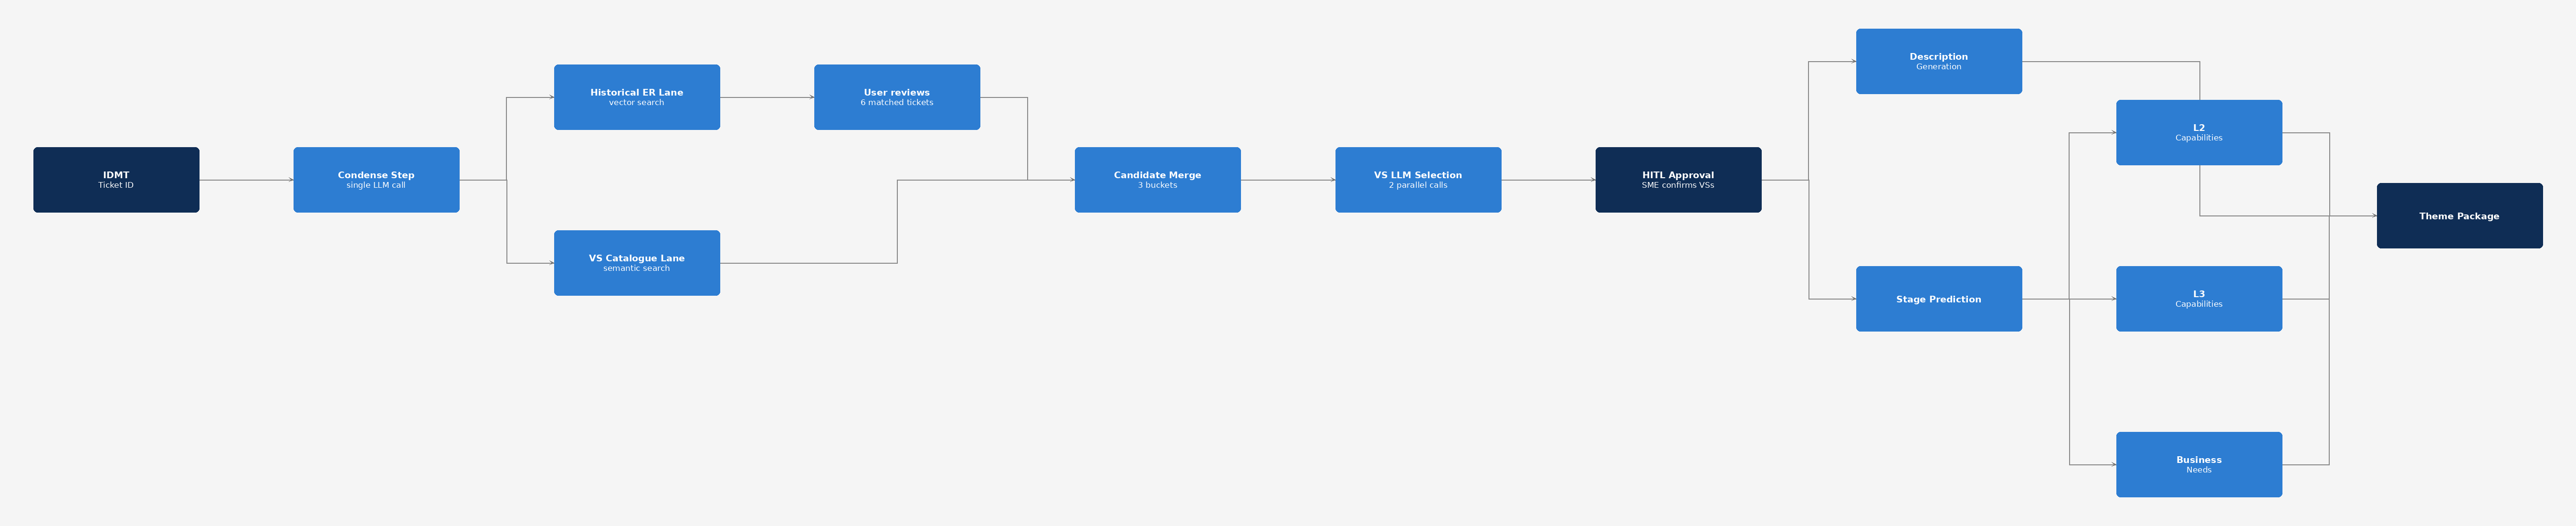 IDMT
Ticket ID
Condense Step
single LLM call
Historical ER Lane
vector search
User reviews
6 matched tickets
VS Catalogue Lane
semantic search
Candidate Merge
3 buckets
VS LLM Selection
2 parallel calls
HITL Approval
SME confirms VSs
Description
Generation
Stage Prediction
L2
Capabilities
L3
Capabilities
Business
Needs
Theme Package